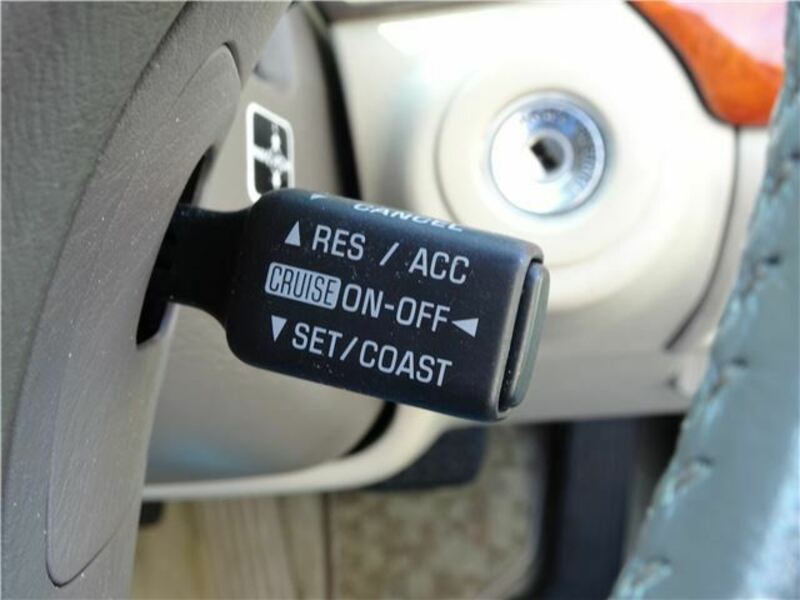 CANCEL
RES / ACC
CRUISE ON-OFF
SET/COAST